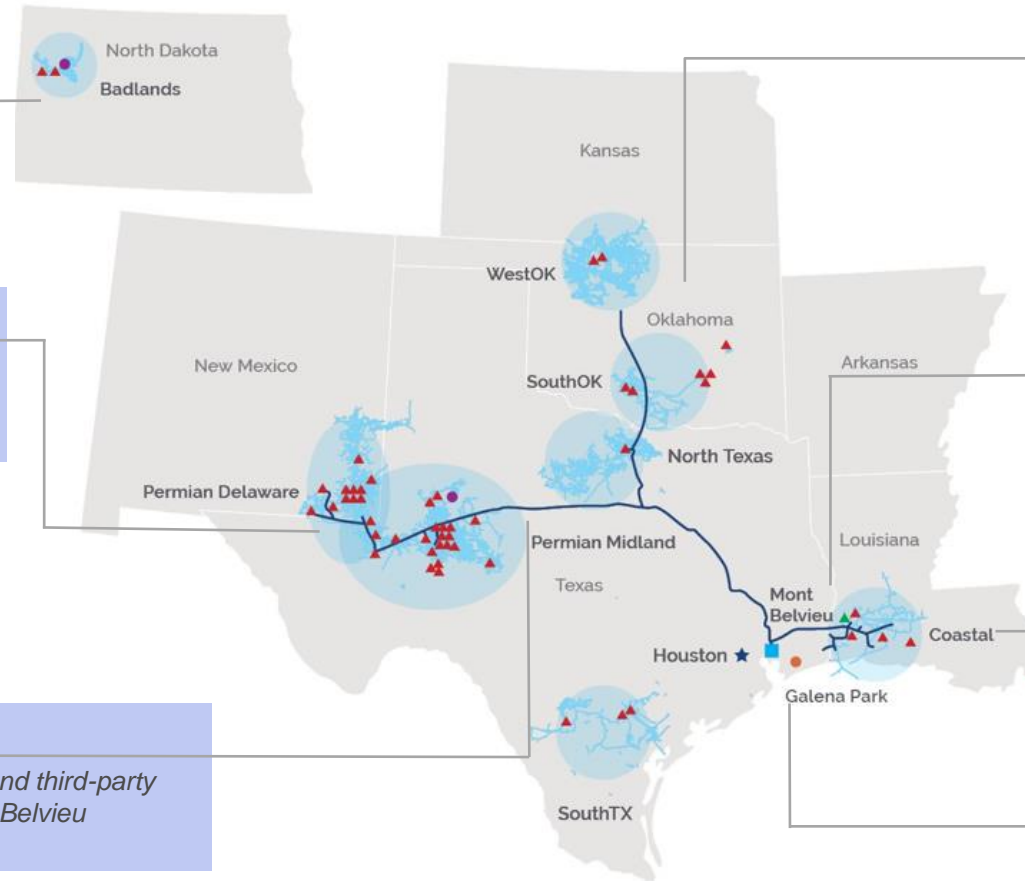 North Dakota
Badlands
Kansas
WestOK
Oklahoma
New Mexico
Arkansas
SouthOK
North Texas
Permian Delaware
Permian Midland
Louisiana
Texas
Mont
Belvieu
Coastal
Houston
Galena Park
nd third-party
Belvieu
SouthTX